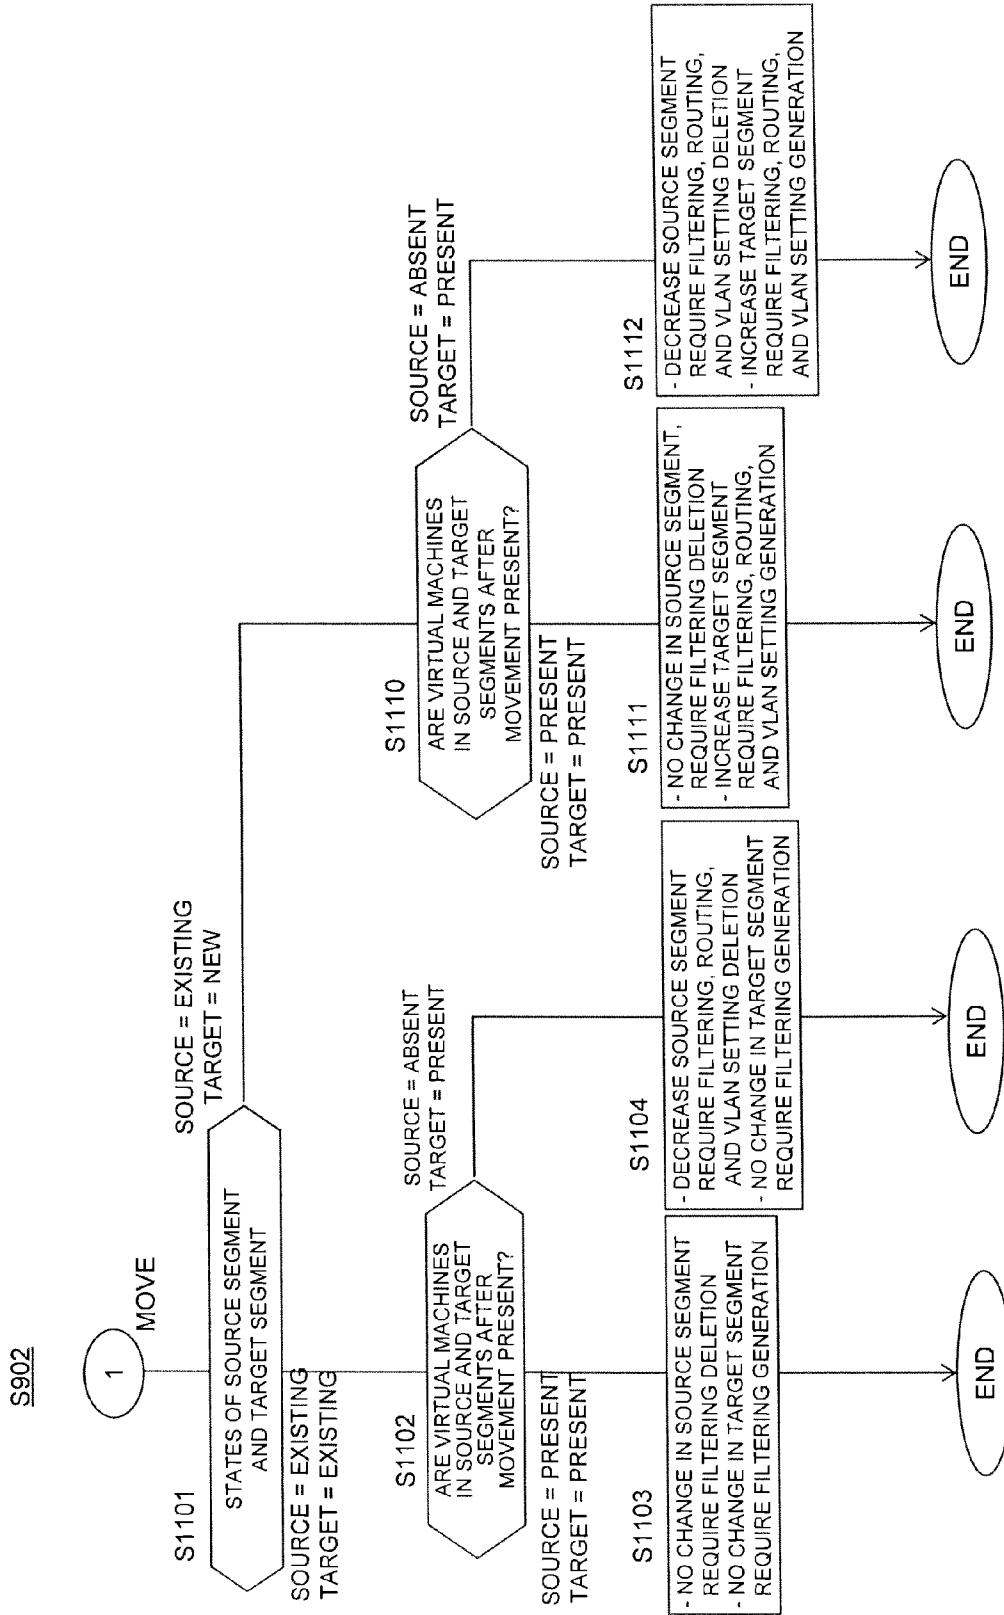 S902
1
MOVE
S1101
STATES OF SOURCE SEGMENT
AND TARGET SEGMENT
SOURCE = EXISTING
TARGET = NEW
SOURCE = EXISTING
TARGET = EXISTING
S1102
ARE VIRTUAL MACHINES
IN SOURCE AND TARGET
SEGMENTS AFTER
MOVEMENT PRESENT?
SOURCE = ABSENT
TARGET = PRESENT
SOURCE = PRESENT
TARGET = PRESENT
S1103
- NO CHANGE IN SOURCE SEGMENT
REQUIRE FILTERING DELETION
- NO CHANGE IN TARGET SEGMENT
REQUIRE FILTERING GENERATION
END
S1104
- DECREASE SOURCE SEGMENT
REQUIRE FILTERING, ROUTING,
AND VLAN SETTING DELETION
- NO CHANGE IN TARGET SEGMENT
REQUIRE FILTERING GENERATION
END
S1110
ARE VIRTUAL MACHINES
IN SOURCE AND TARGET
SEGMENTS AFTER
MOVEMENT PRESENT?
SOURCE = ABSENT
TARGET = PRESENT
SOURCE = PRESENT
TARGET = PRESENT
S1111
- NO CHANGE IN SOURCE SEGMENT,
REQUIRE FILTERING DELETION
- INCREASE TARGET SEGMENT
REQUIRE FILTERING, ROUTING,
AND VLAN SETTING GENERATION
END
S1112
- DECREASE SOURCE SEGMENT
REQUIRE FILTERING, ROUTING,
AND VLAN SETTING DELETION
- INCREASE TARGET SEGMENT
REQUIRE FILTERING, ROUTING,
AND VLAN SETTING GENERATION
END